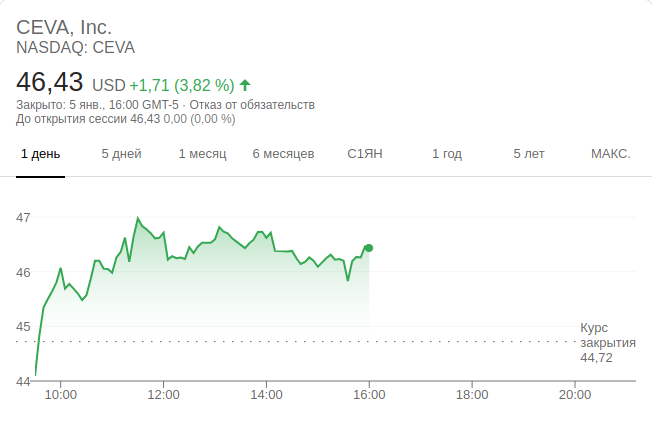 CEVA, Inc.
NASDAQ: CEVA
46,43 USD +1,71 (3,82 %)
Закрыто: 5 янв., 16:00 GMT-5 · Отказ от обязательств
До открытия сессии 46,43 0,00 (0,00 %)
1 день 5 дней 1 месяц 6 месяцев С1ЯН 1 год 5 лет МАКС.
47
46
45
Курс
закрытия
44,72
44
10:00 12:00 14:00 16:00 18:00 20:00